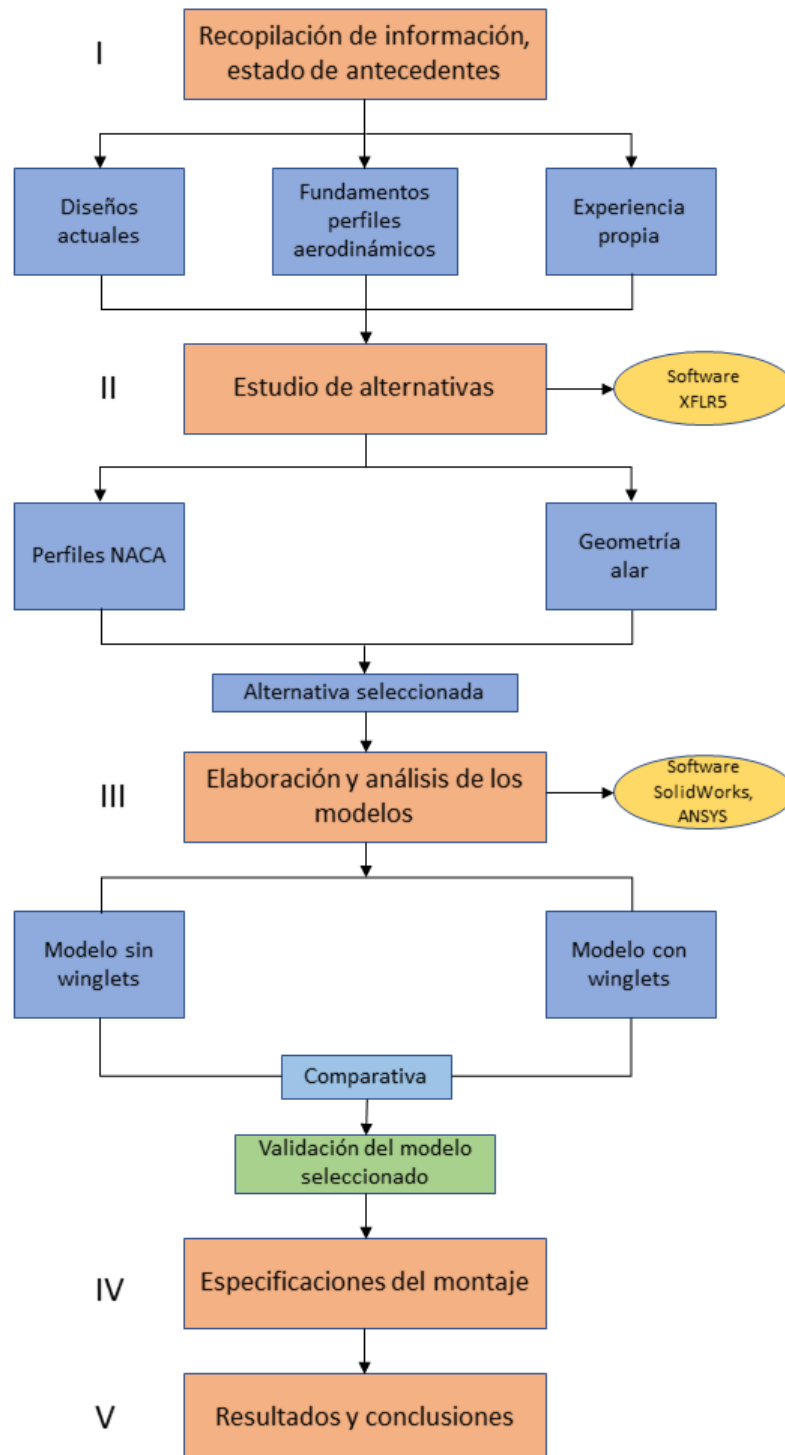 I
Recopilación de información,
estado de antecedentes
Diseños
actuales
Fundamentos
perfiles
aerodinámicos
Experiencia
propia
II
Estudio de alternativas
Software
XFLR5
Perfiles NACA
Geometría
alar
Alternativa seleccionada
III
Elaboración y análisis de los
modelos
Software
SolidWorks,
ANSYS
Modelo sin
winglets
Modelo con
winglets
Comparativa
Validación del modelo
seleccionado
IV
Especificaciones del montaje
V
Resultados y conclusiones